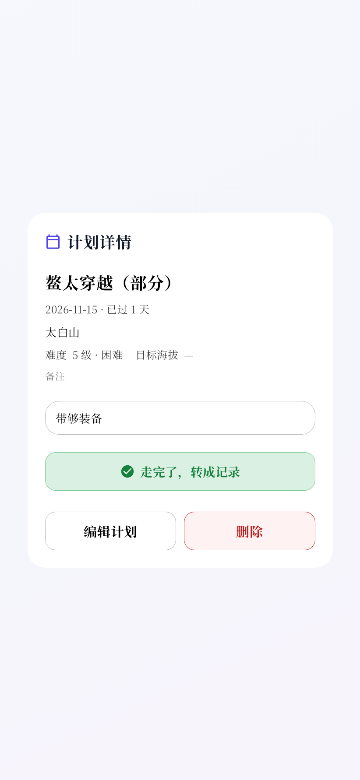 计划详情
鳌太穿越（部分）
2026-11-15 · 已过 1 天
太白山
难度 5 级 · 困难 目标海拔 —
备注
带够装备
走完了，转成记录
编辑计划 删除